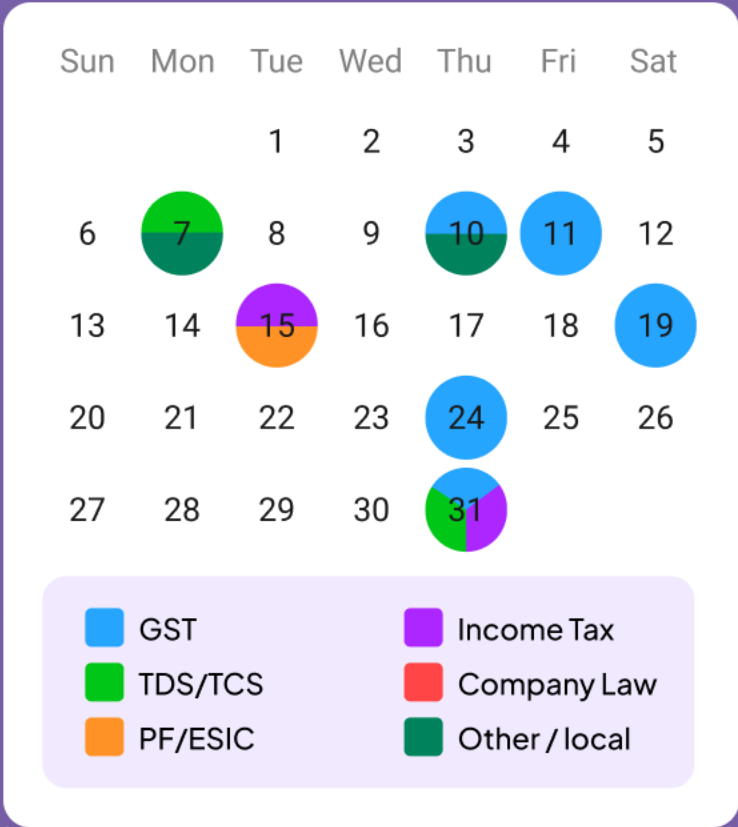 Sun Mon Tue Wed Thu Fri Sat
1 2 3 4 5
6 7 8 9 10 11 12
13 14 15 16 17 18 19
20 21 22 23 24 25 26
27 28 29 30 31
GST Income Tax
TDS/TCS Company Law
PF/ESIC Other / local